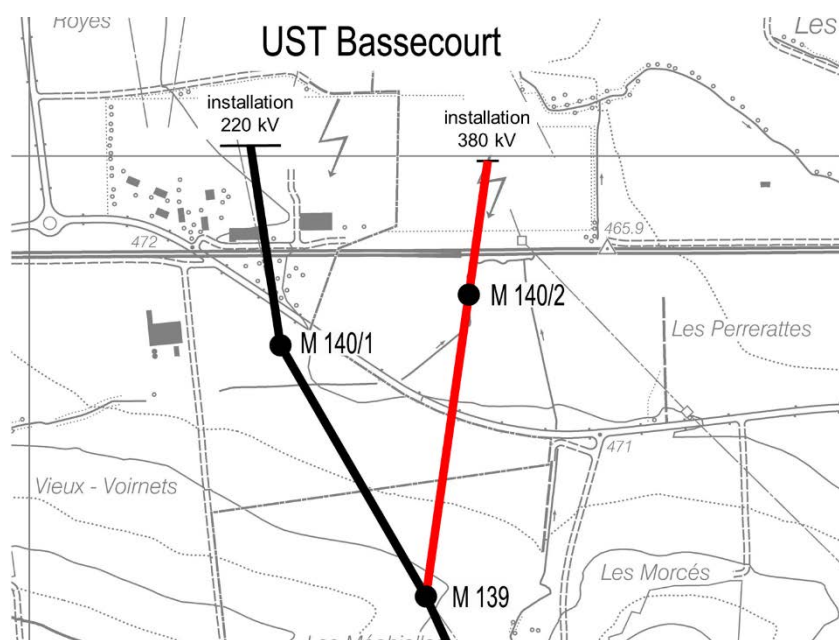 Royes
UST Bassecourt
Les
installation
220 kV
installation
380 kV
472
465.9
M 140/2
M 140/1
Les Perrerattes
471
Vieux - Voirnets
Les Morcés
M 139